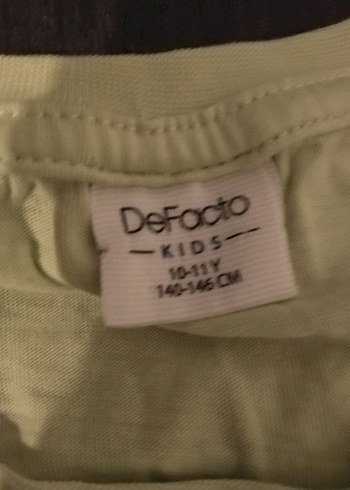 DeFacto
— KIDS —
10-11 Y
140-146 CM